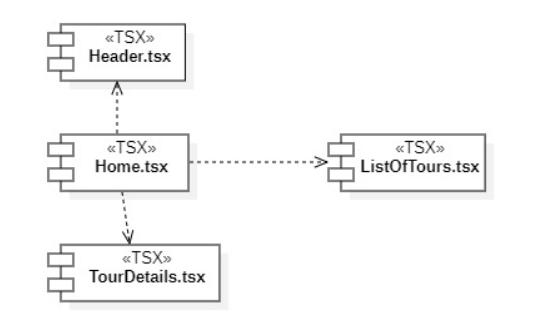 «TSX»
Header.tsx
«TSX»
Home.tsx
«TSX»
ListOfTours.tsx
«TSX»
TourDetails.tsx